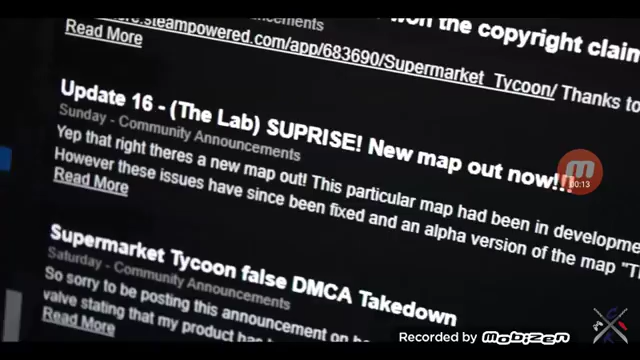 won the copyright claim
.steampowered.com/app/683690/Supermarket_Tycoon/ Thanks to
Read More
Update 16 - (The Lab) SUPRISE! New map out now!!!
Sunday - Community Announcements
Yep that right theres a new map out! This particular map had been in developme
However these issues have since been fixed and an alpha version of the map "Th
Read More
Supermarket Tycoon false DMCA Takedown
Saturday - Community Announcements
So sorry to be posting this announcement on
valve stating that my product has
Read More
00:13
Recorded by MOBIZEN